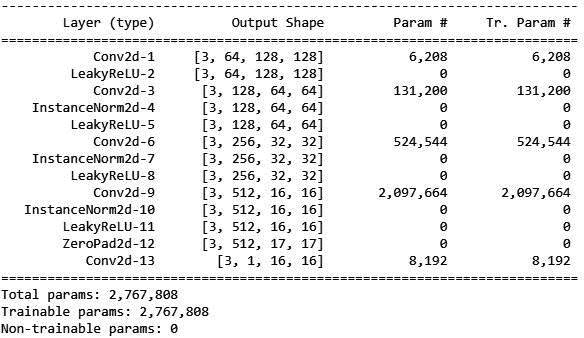 --------------------------------------------------------------------------
Layer (type) Output Shape Param # Tr. Param #
==========================================================================
Conv2d-1 [3, 64, 128, 128] 6,208 6,208
LeakyReLU-2 [3, 64, 128, 128] 0 0
Conv2d-3 [3, 128, 64, 64] 131,200 131,200
InstanceNorm2d-4 [3, 128, 64, 64] 0 0
LeakyReLU-5 [3, 128, 64, 64] 0 0
Conv2d-6 [3, 256, 32, 32] 524,544 524,544
InstanceNorm2d-7 [3, 256, 32, 32] 0 0
LeakyReLU-8 [3, 256, 32, 32] 0 0
Conv2d-9 [3, 512, 16, 16] 2,097,664 2,097,664
InstanceNorm2d-10 [3, 512, 16, 16] 0 0
LeakyReLU-11 [3, 512, 16, 16] 0 0
ZeroPad2d-12 [3, 512, 17, 17] 0 0
Conv2d-13 [3, 1, 16, 16] 8,192 8,192
==========================================================================
Total params: 2,767,808
Trainable params: 2,767,808
Non-trainable params: 0